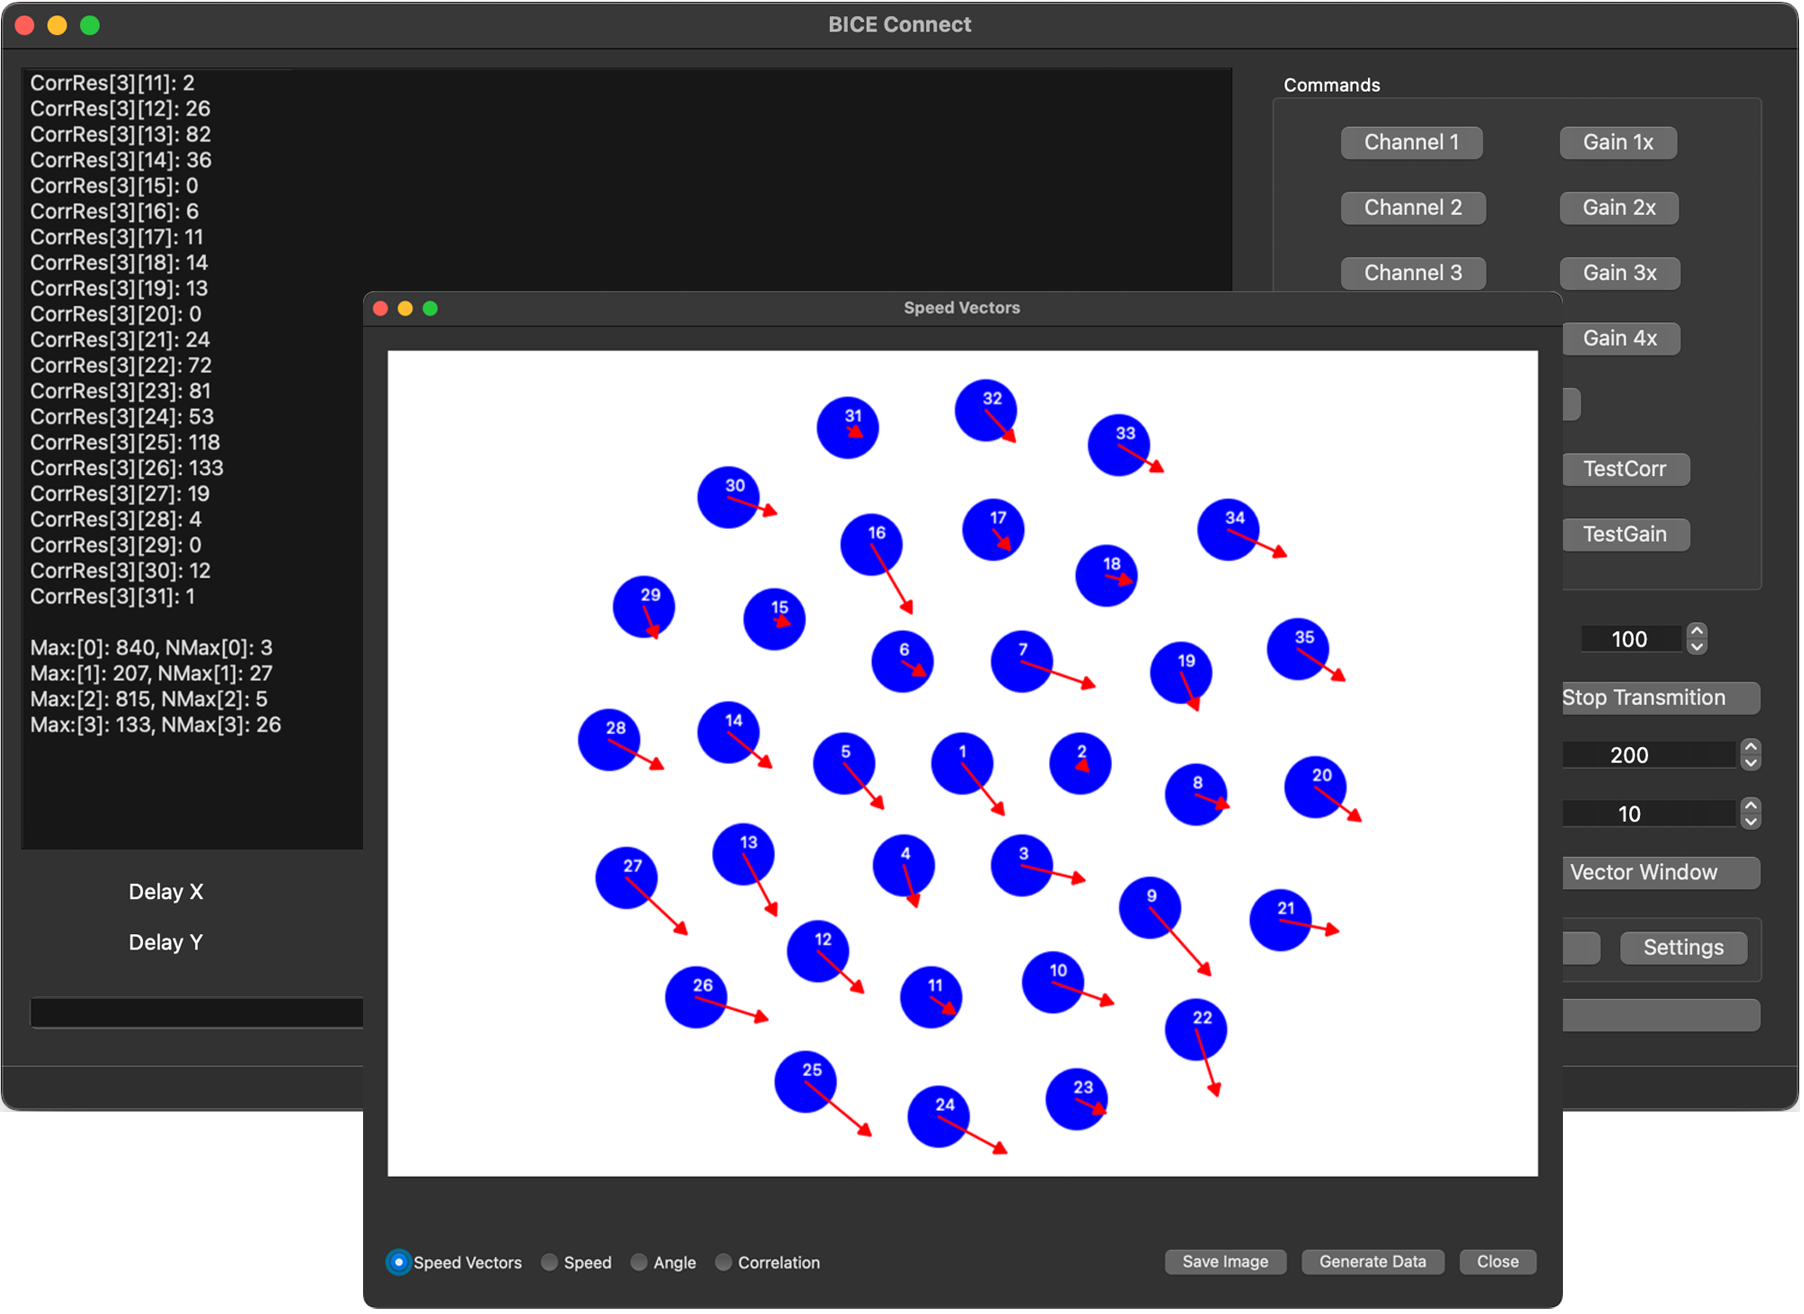 BICE Connect
CorrRes[3][11]: 2
CorrRes[3][12]: 26
CorrRes[3][13]: 82
CorrRes[3][14]: 36
CorrRes[3][15]: 0
CorrRes[3][16]: 6
CorrRes[3][17]: 11
CorrRes[3][18]: 14
CorrRes[3][19]: 13
CorrRes[3][20]: 0
CorrRes[3][21]: 24
CorrRes[3][22]: 72
CorrRes[3][23]: 81
CorrRes[3][24]: 53
CorrRes[3][25]: 118
CorrRes[3][26]: 133
CorrRes[3][27]: 19
CorrRes[3][28]: 4
CorrRes[3][29]: 0
CorrRes[3][30]: 12
CorrRes[3][31]: 1
Max:[0]: 840, NMax[0]: 3
Max:[1]: 207, NMax[1]: 27
Max:[2]: 815, NMax[2]: 5
Max:[3]: 133, NMax[3]: 26
Delay X
Delay Y
Commands
Channel 1 Gain 1x
Channel 2 Gain 2x
Channel 3 Gain 3x
Gain 4x
TestCorr
TestGain
100
Stop Transmition
200
10
Vector Window
Settings
Speed Vectors
32
31
33
30
17
34
16
18
29
15
35
6 7
19
14
28
5 1 2
20
8
13
4 3
27
9
21
12
10
11
26
22
25
23
24
Speed Vectors Speed Angle Correlation Save Image Generate Data Close